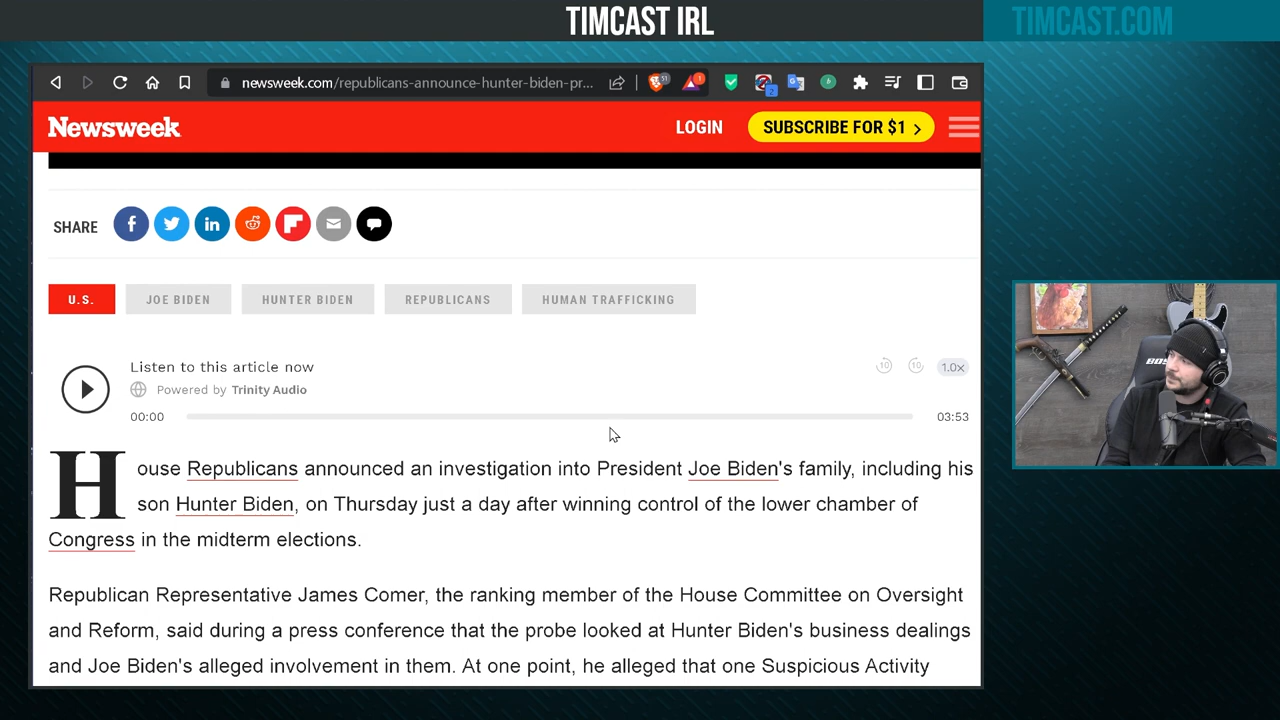 TIMCAST IRL
TIMCAST.COM
newsweek.com/republicans-announce-hunter-biden-pr...
51
1
2
Newsweek
LOGIN
SUBSCRIBE FOR $1
SHARE
U.S.
JOE BIDEN
HUNTER BIDEN
REPUBLICANS
HUMAN TRAFFICKING
Listen to this article now
10
10
1.0x
Powered by Trinity Audio
00:00
03:53
House Republicans announced an investigation into President Joe Biden's family, including his
son Hunter Biden, on Thursday just a day after winning control of the lower chamber of
Congress in the midterm elections.
Republican Representative James Comer, the ranking member of the House Committee on Oversight
and Reform, said during a press conference that the probe looked at Hunter Biden's business dealings
and Joe Biden's alleged involvement in them. At one point, he alleged that one Suspicious Activity